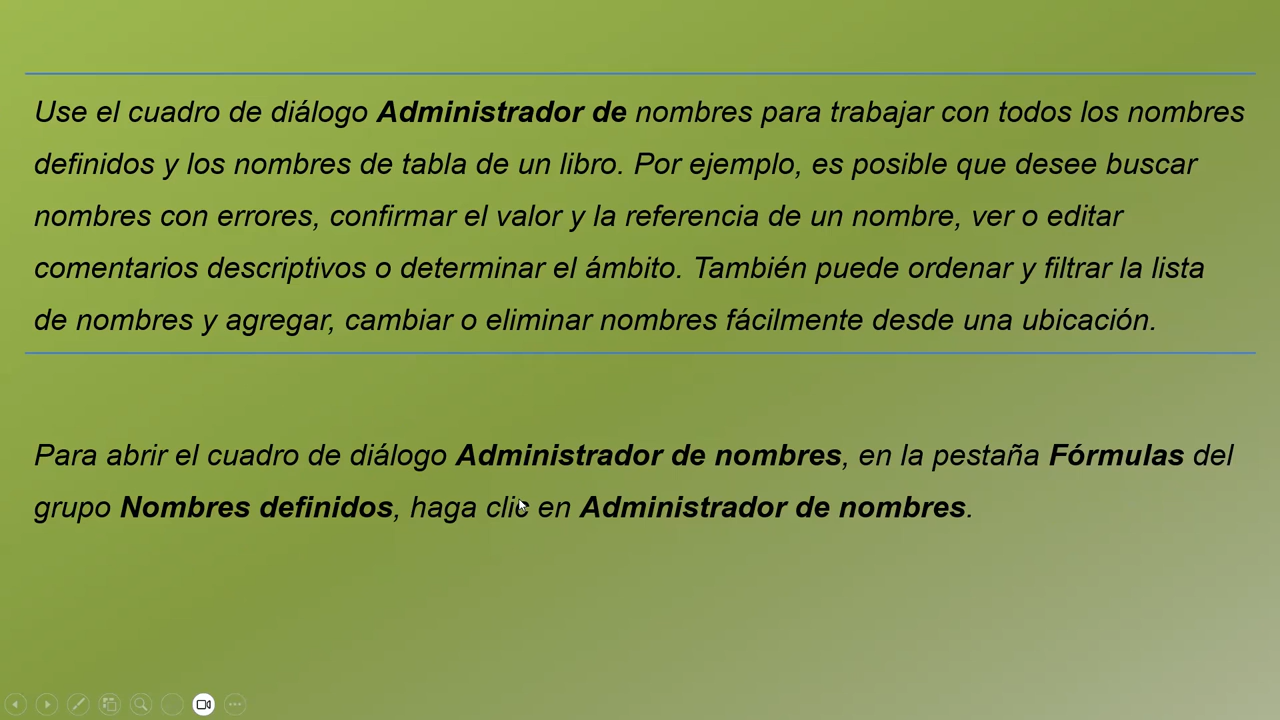 Use el cuadro de diálogo Administrador de nombres para trabajar con todos los nombres
definidos y los nombres de tabla de un libro. Por ejemplo, es posible que desee buscar
nombres con errores, confirmar el valor y la referencia de un nombre, ver o editar
comentarios descriptivos o determinar el ámbito. También puede ordenar y filtrar la lista
de nombres y agregar, cambiar o eliminar nombres fácilmente desde una ubicación.
Para abrir el cuadro de diálogo Administrador de nombres, en la pestaña Fórmulas del
grupo Nombres definidos, haga clic en Administrador de nombres.